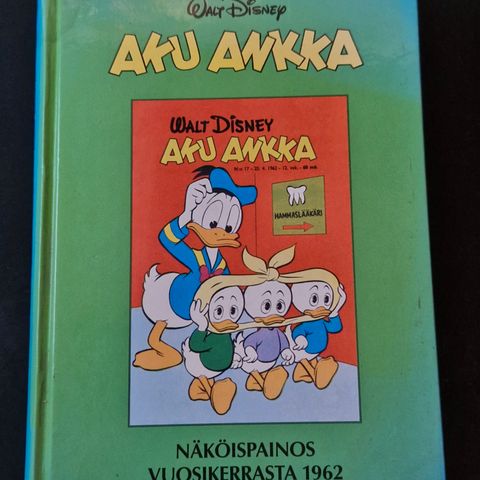 WALT DISNEY
AKU ANKKA
WALT DISNEY
AKU ANKKA
HAMMASLÄÄKÄRI
NÄKÖISPAINOS
VUOSIKERRASTA 1962